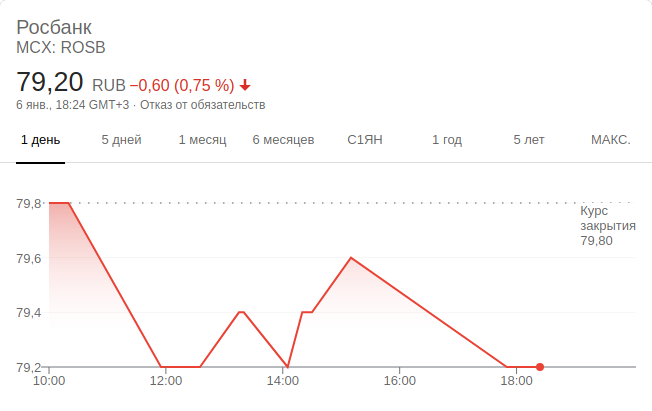 Росбанк
MCX: ROSB
79,20 RUB −0,60 (0,75 %)
6 янв., 18:24 GMT+3 · Отказ от обязательств
1 день 5 дней 1 месяц 6 месяцев С1ЯН 1 год 5 лет МАКС.
79,8
Курс
закрытия
79,80
79,6
79,4
79,2
10:00 12:00 14:00 16:00 18:00